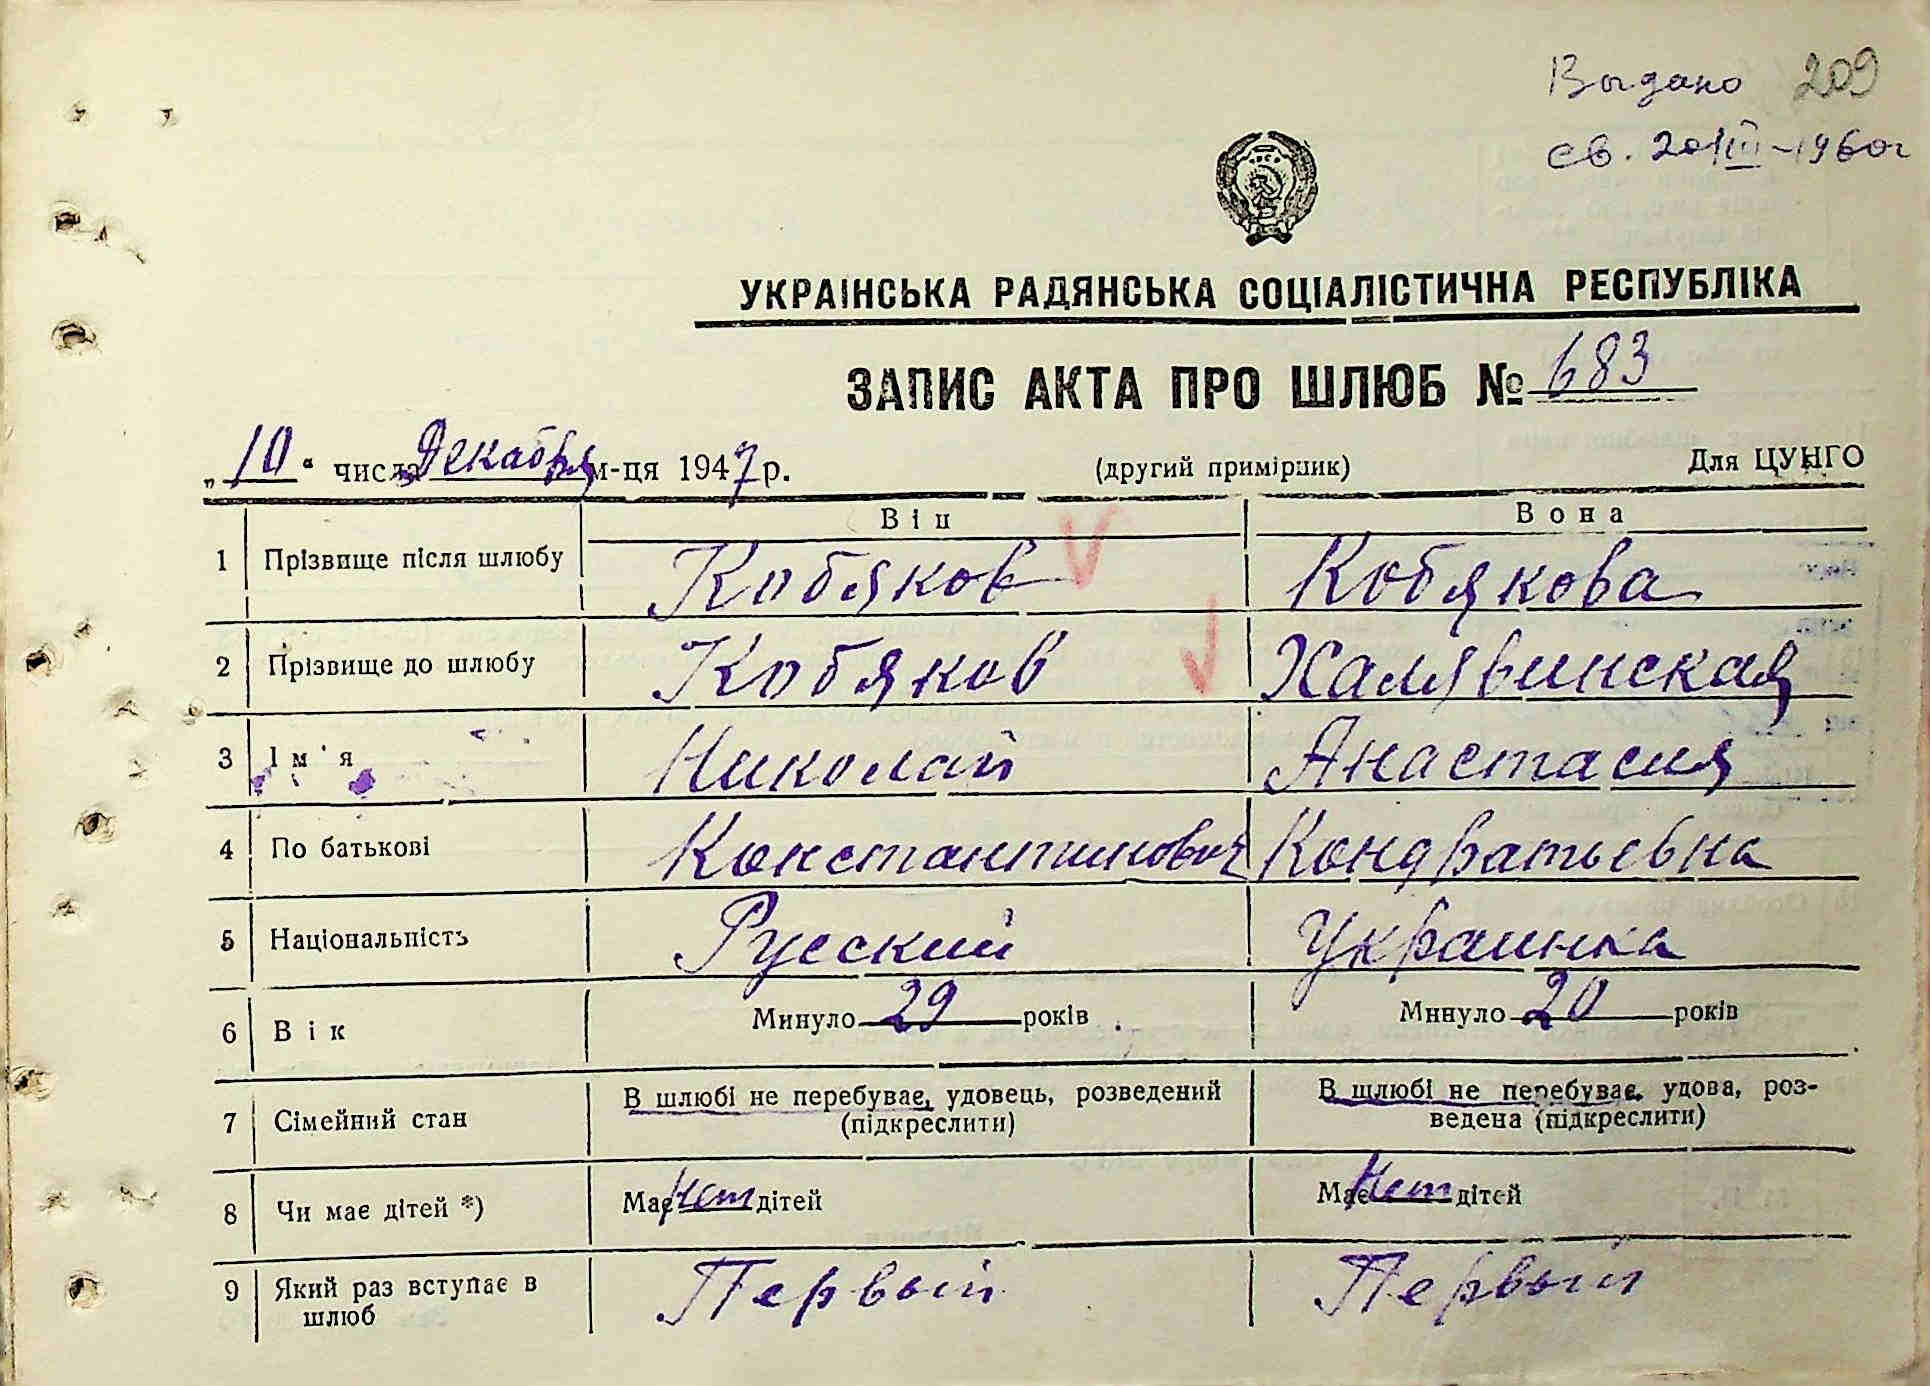 Выдано 209
св. 20/III-1960г
УКРАЇНСЬКА РАДЯНСЬКА СОЦІАЛІСТИЧНА РЕСПУБЛІКА
ЗАПИС АКТА ПРО ШЛЮБ № 683
„10“ числа Декабря м-ця 1947 р. (другий примірник) Для ЦУНГО
Він Вона
1 Прізвище після шлюбу Кобяков Кобякова
2 Прізвище до шлюбу Кобяков Халявинская
3 Ім'я Николай Анастасия
4 По батькові Константинович Кондратьевна
5 Національність Русский Украинка
6 Вік Минуло 29 років Минуло 20 років
7 Сімейний стан В шлюбі не перебуває, удовець, розведений (підкреслити) В шлюбі не перебуває, удова, роз-
ведена (підкреслити)
8 Чи має дітей *) Має Нет дітей Має Нет дітей
9 Який раз вступає в Первый Первый
шлюб